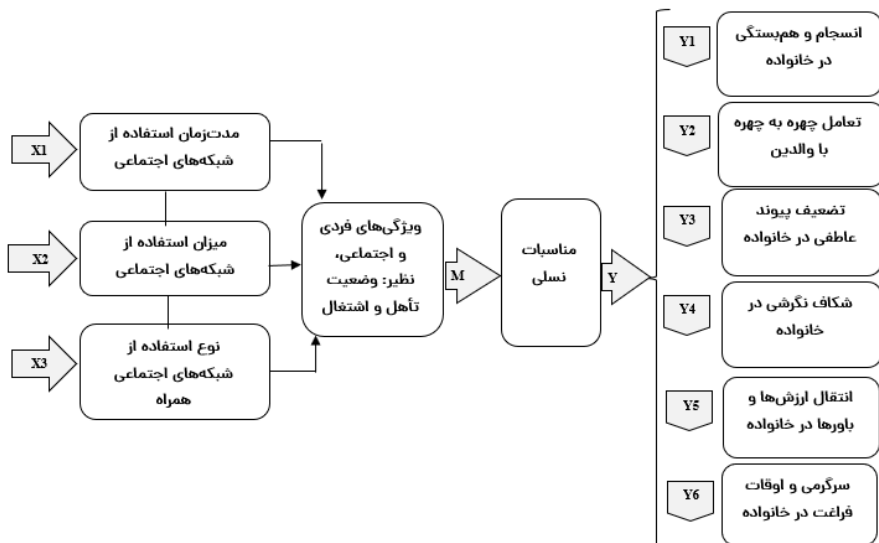 X1
مدت‌زمان استفاده از
شبکه‌های اجتماعی
X2
میزان استفاده از
شبکه‌های اجتماعی
X3
نوع استفاده از
شبکه‌های اجتماعی
همراه
ویژگی‌های فردی
و اجتماعی،
نظیر: وضعیت
تأهل و اشتغال
M
مناسبات
نسلی
Y
Y1
انسجام و هم‌بستگی
در خانواده
Y2
تعامل چهره به چهره
با والدین
Y3
تضعیف پیوند
عاطفی در خانواده
Y4
شکاف نگرشی در
خانواده
Y5
انتقال ارزش‌ها و
باورها در خانواده
Y6
سرگرمی و اوقات
فراغت در خانواده